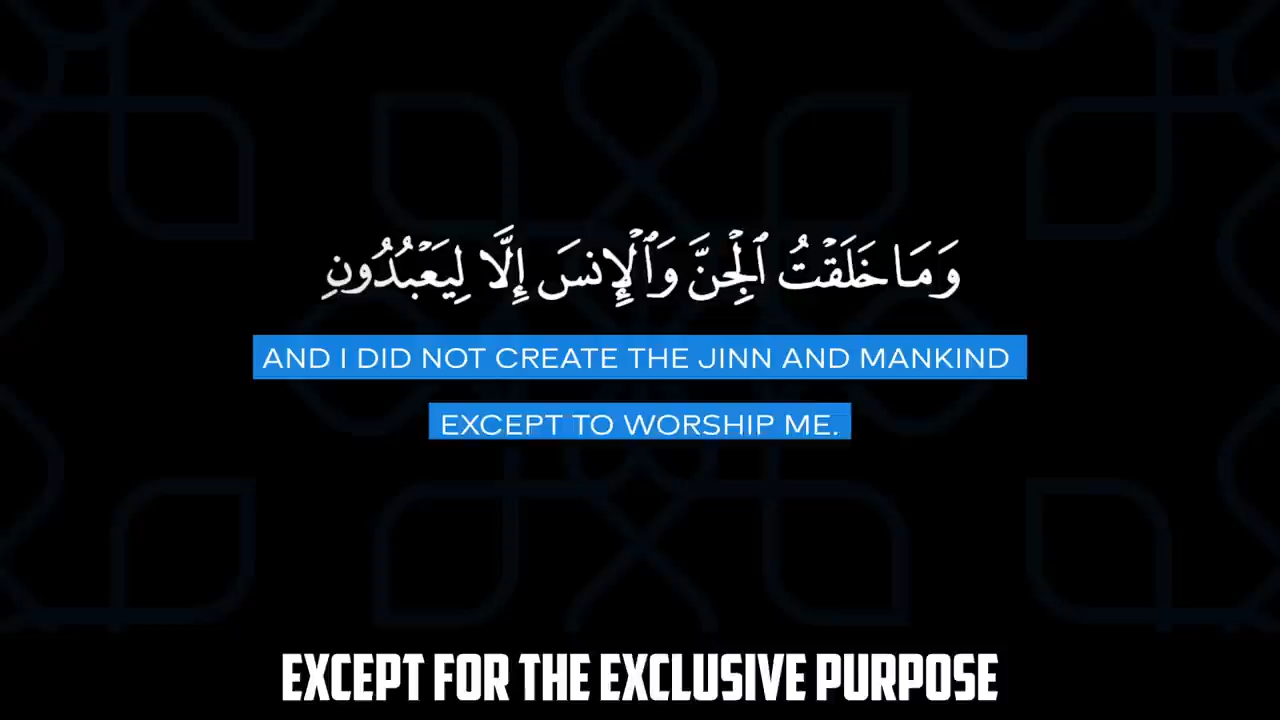 وَمَا خَلَقْتُ ٱلْجِنَّ وَٱلْإِنسَ إِلَّا لِيَعْبُدُونِ
AND I DID NOT CREATE THE JINN AND MANKIND
EXCEPT TO WORSHIP ME.
EXCEPT FOR THE EXCLUSIVE PURPOSE